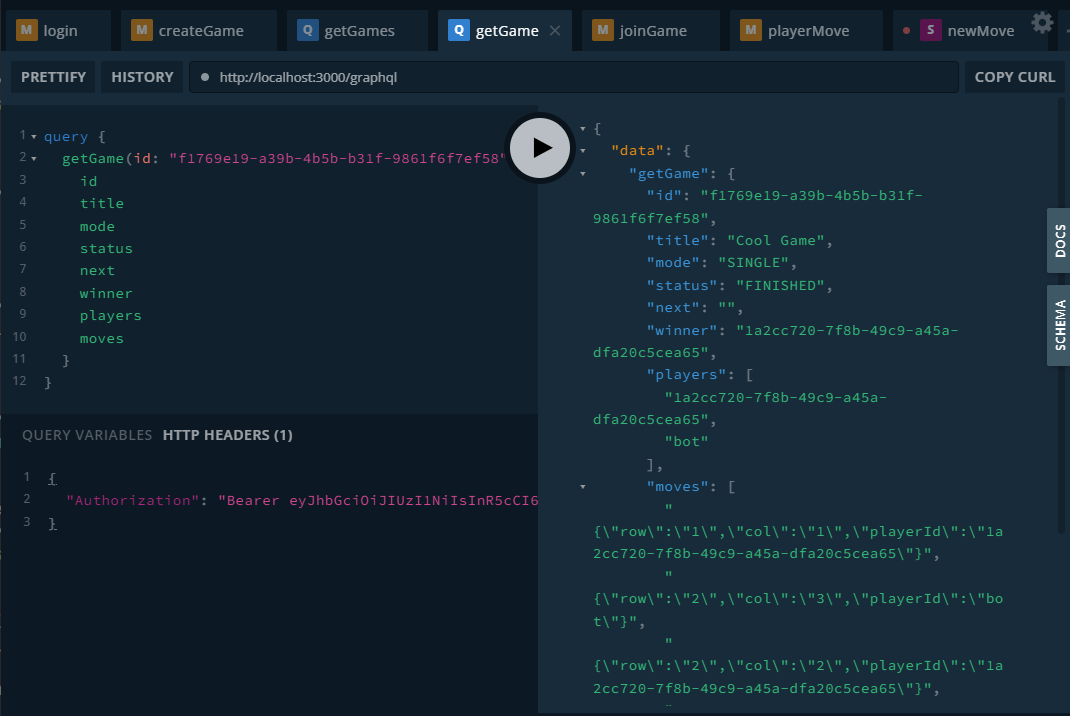 M login M createGame Q getGames Q getGame M joinGame M playerMove S newMove
PRETTIFY HISTORY http://localhost:3000/graphql COPY CURL
1 query {
2 getGame(id: "f1769e19-a39b-4b5b-b31f-9861f6f7ef58"
3 id
4 title
5 mode
6 status
7 next
8 winner
9 players
10 moves
11 }
12 }
QUERY VARIABLES HTTP HEADERS (1)
1 {
2 "Authorization": "Bearer eyJhbGciOiJIUzI1NiIsInR5cCI6
3 }
{
"data": {
"getGame": {
"id": "f1769e19-a39b-4b5b-b31f-
9861f6f7ef58",
"title": "Cool Game",
"mode": "SINGLE",
"status": "FINISHED",
"next": "",
"winner": "1a2cc720-7f8b-49c9-a45a-
dfa20c5cea65",
"players": [
"1a2cc720-7f8b-49c9-a45a-
dfa20c5cea65",
"bot"
],
"moves": [
"
{\"row\":\"1\",\"col\":\"1\",\"playerId\":\"1a
2cc720-7f8b-49c9-a45a-dfa20c5cea65\"}",
"
{\"row\":\"2\",\"col\":\"3\",\"playerId\":\"bo
t\"}",
"
{\"row\":\"2\",\"col\":\"2\",\"playerId\":\"1a
2cc720-7f8b-49c9-a45a-dfa20c5cea65\"}",
"
DOCS
SCHEMA